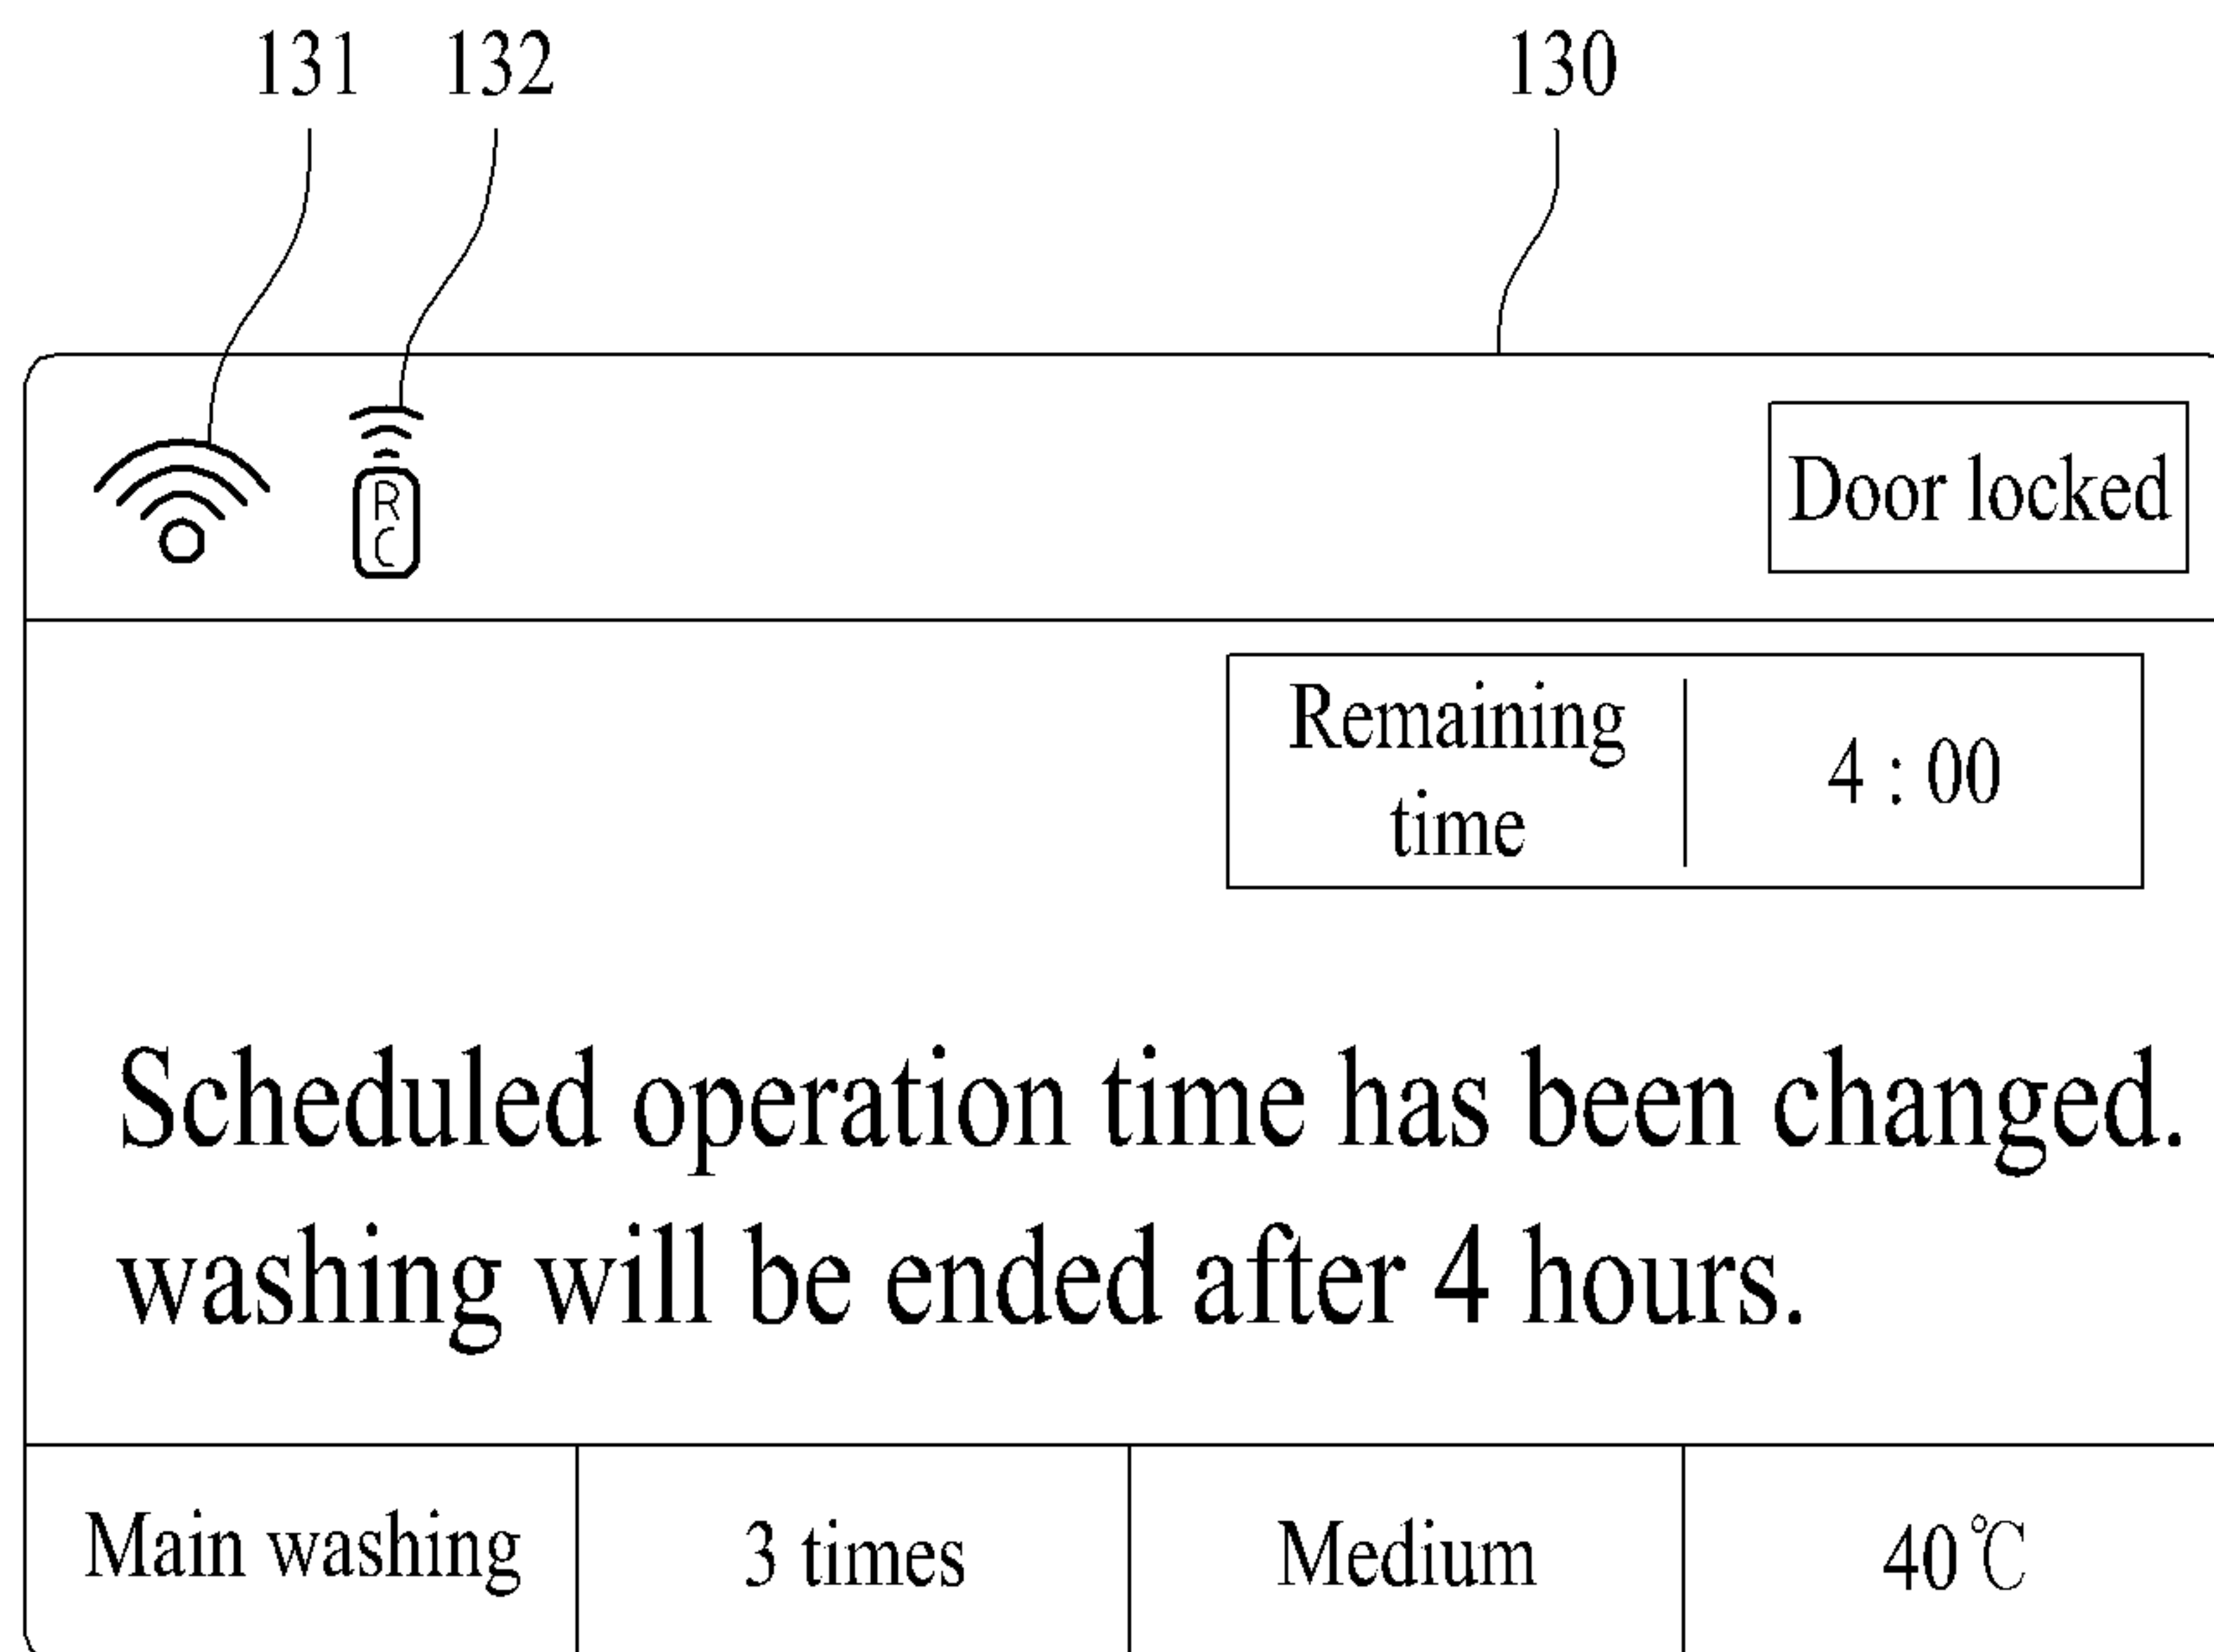 131 132 130
R
C
Door locked
Remaining
time
4 : 00
Scheduled operation time has been changed.
washing will be ended after 4 hours.
Main washing 3 times Medium 40℃